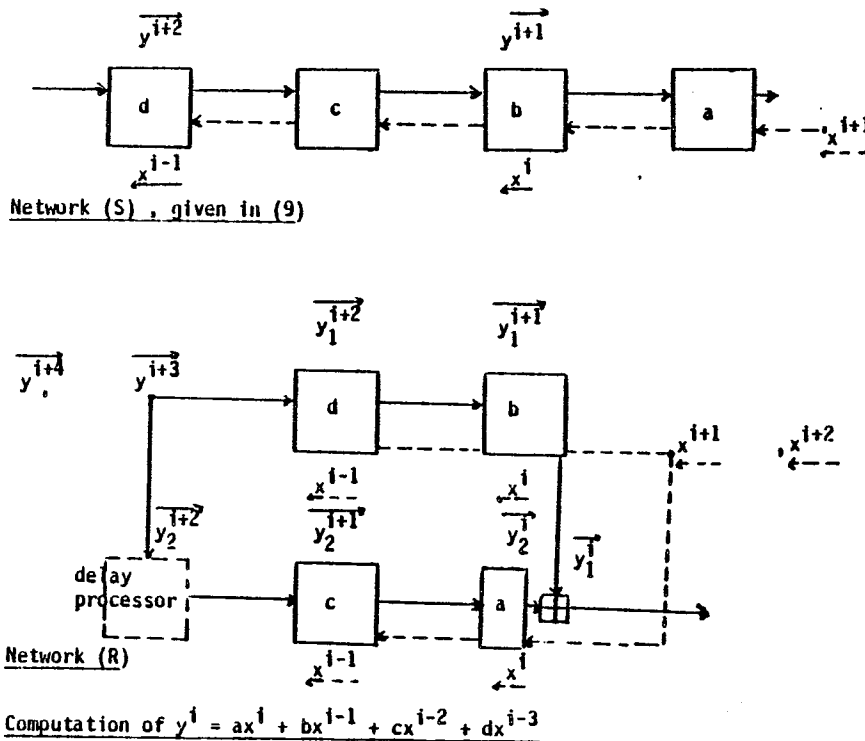 y^{i+2} y^{i+1}
d c b a
x^{i-1} x^i , x^{i+1}
Network (S) , given in (9)
y_1^{i+2} y_1^{i+1}
y^{i+4}, y^{i+3}
d b
x^{i+1} , x^{i+2}
x^{i-1} x^i
y_2^{i+2} y_2^{i+1} y_2^i y_1^i
delay
processor
c a
Network (R)
x^{i-1} x^i
Computation of y^i = ax^i + bx^{i-1} + cx^{i-2} + dx^{i-3}